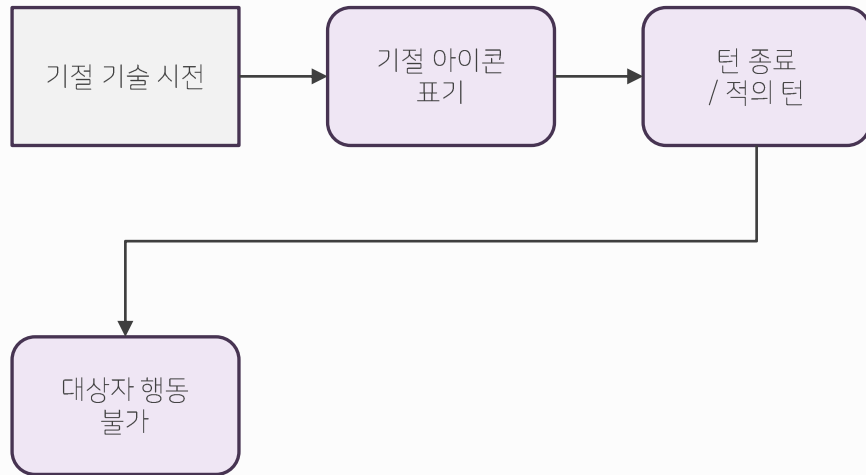 기절 기술 시전
기절 아이콘
표기
턴 종료
/ 적의 턴
대상자 행동
불가